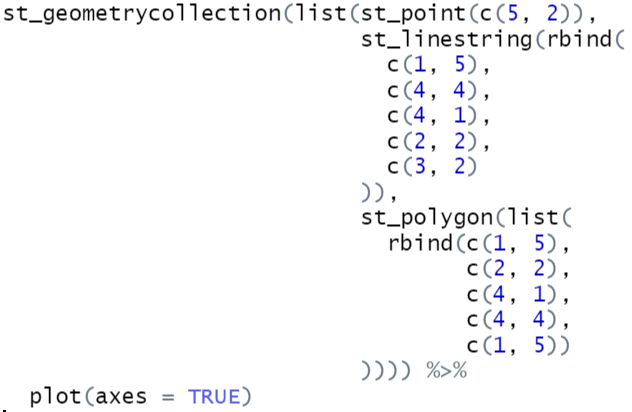 st_geometrycollection(list(st_point(c(5, 2)),
st_linestring(rbind(
c(1, 5),
c(4, 4),
c(4, 1),
c(2, 2),
c(3, 2)
)),
st_polygon(list(
rbind(c(1, 5),
c(2, 2),
c(4, 1),
c(4, 4),
c(1, 5))
)))) %>%
plot(axes = TRUE)